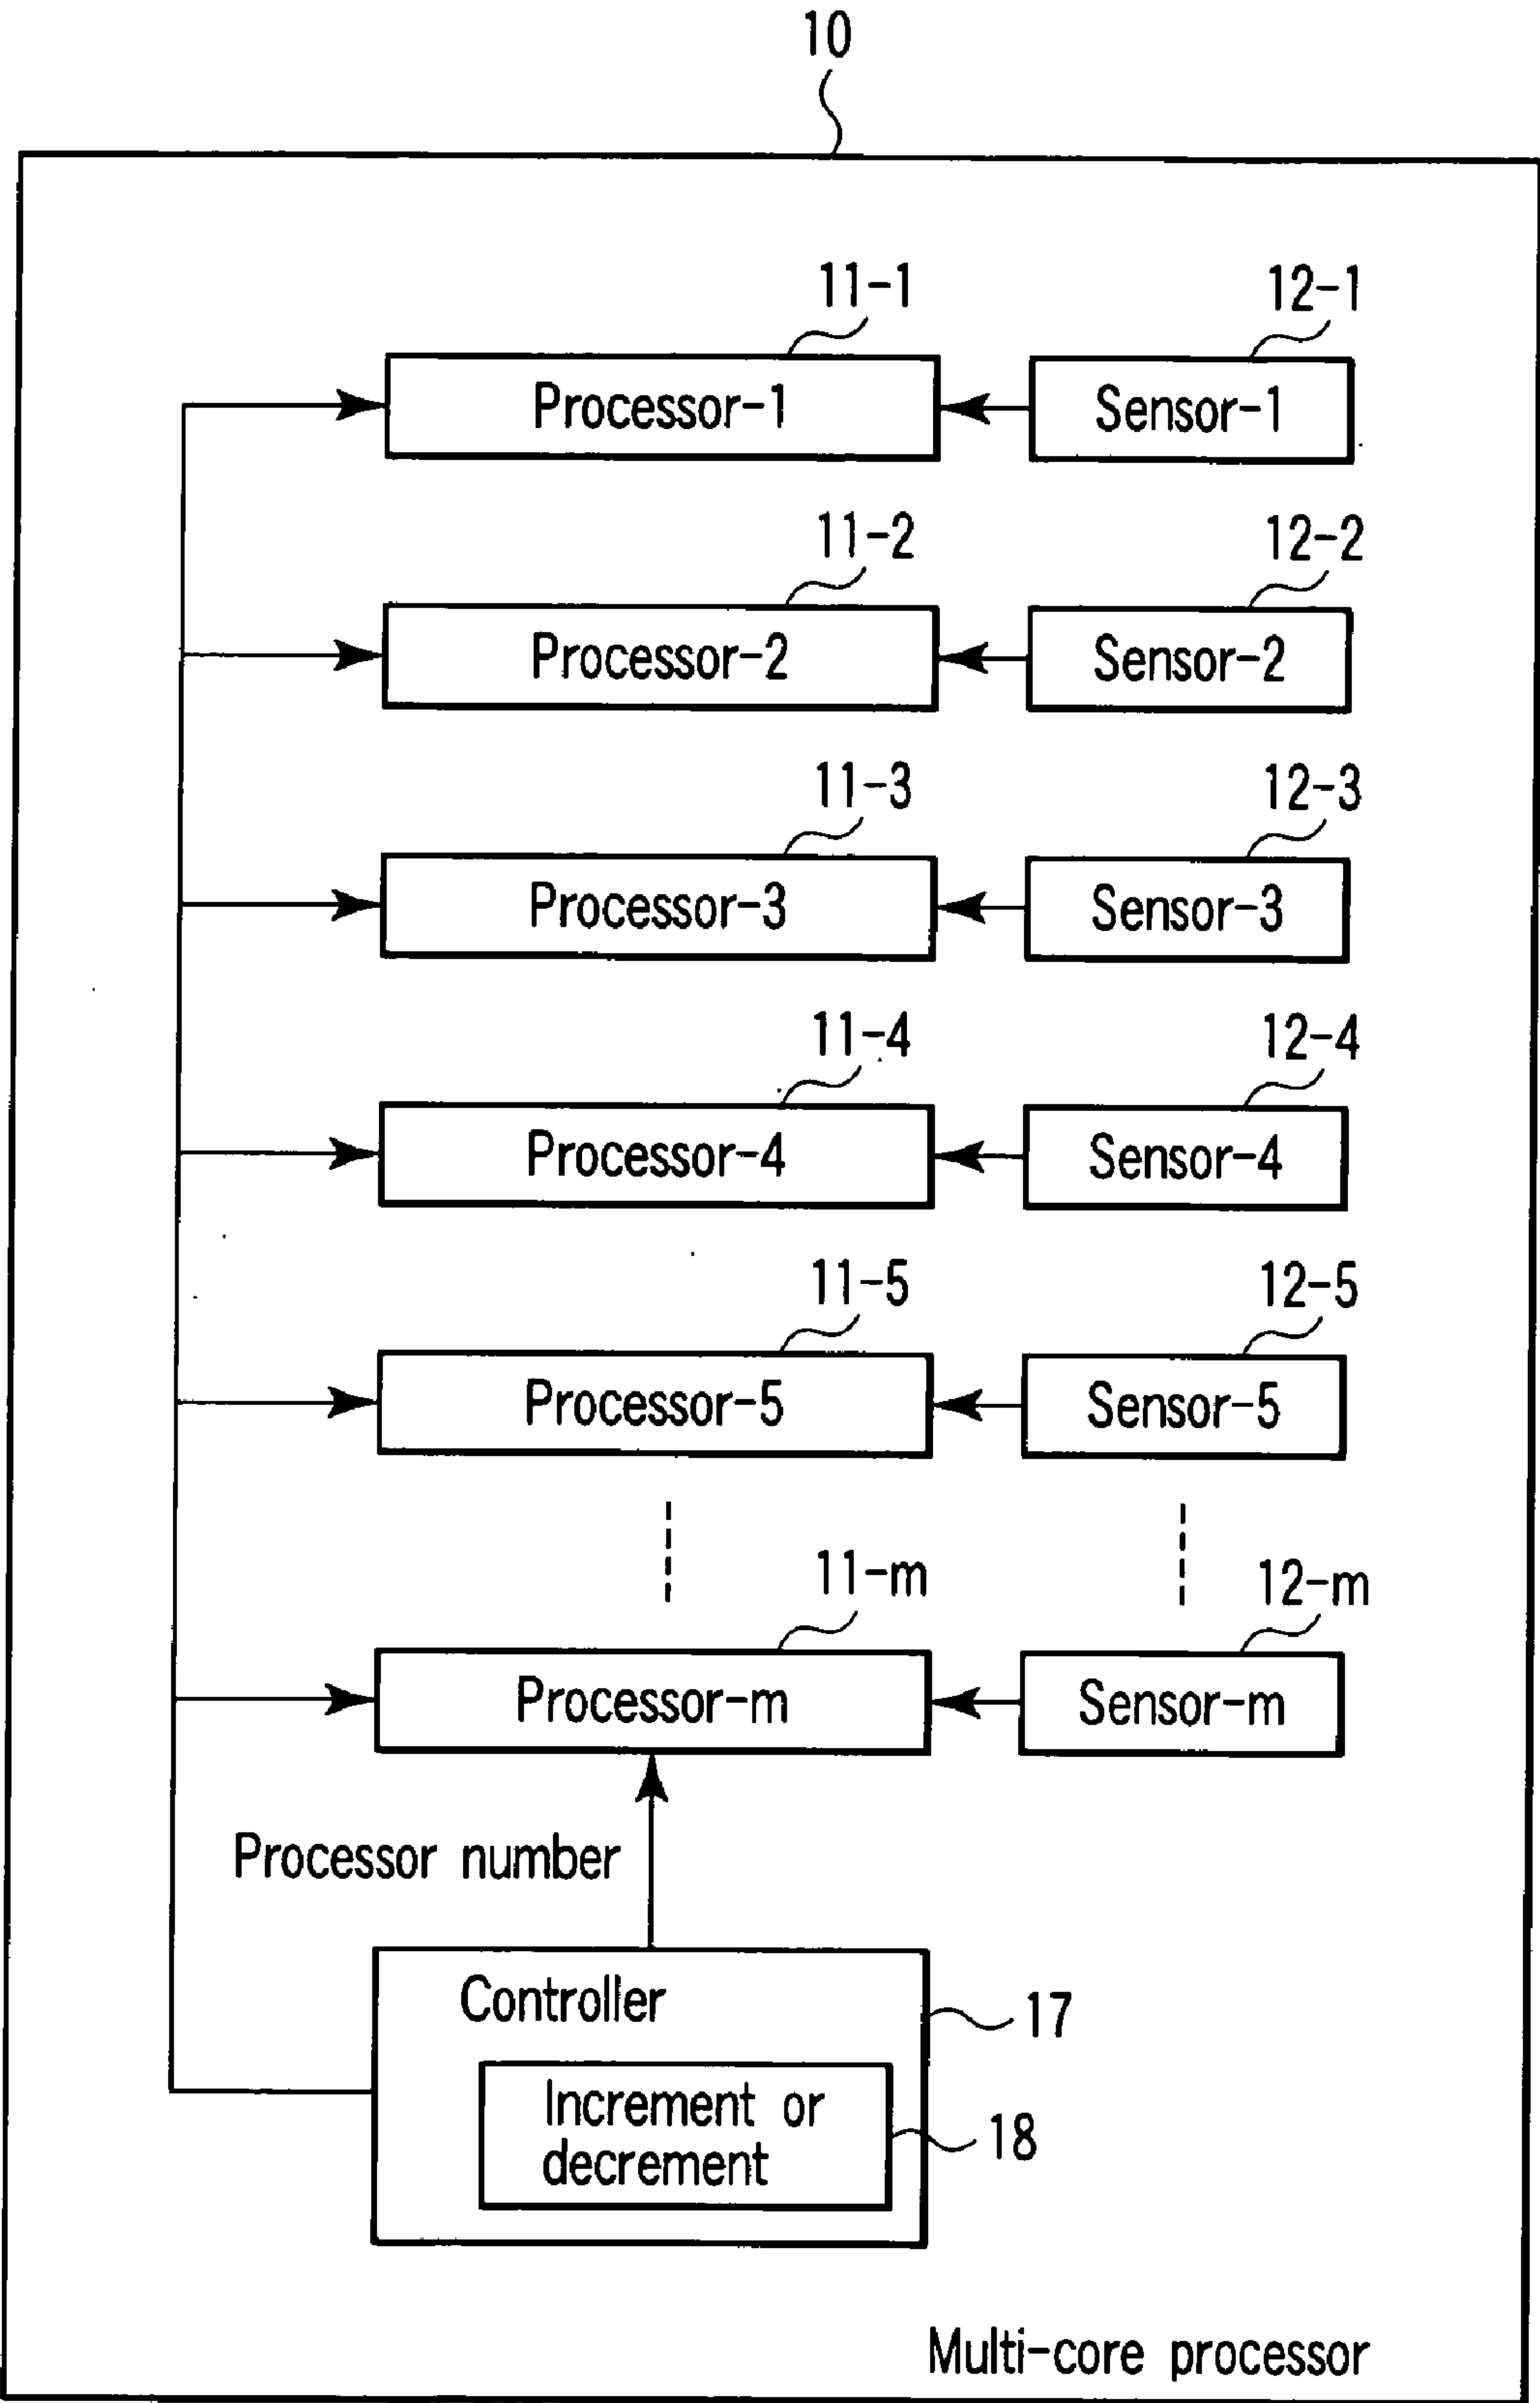 10
11-1
12-1
Processor-1
Sensor-1
11-2
12-2
Processor-2
Sensor-2
11-3
12-3
Processor-3
Sensor-3
11-4
12-4
Processor-4
Sensor-4
11-5
12-5
Processor-5
Sensor-5
11-m
12-m
Processor-m
Sensor-m
Processor number
Controller
17
Increment or
decrement
18
Multi-core processor